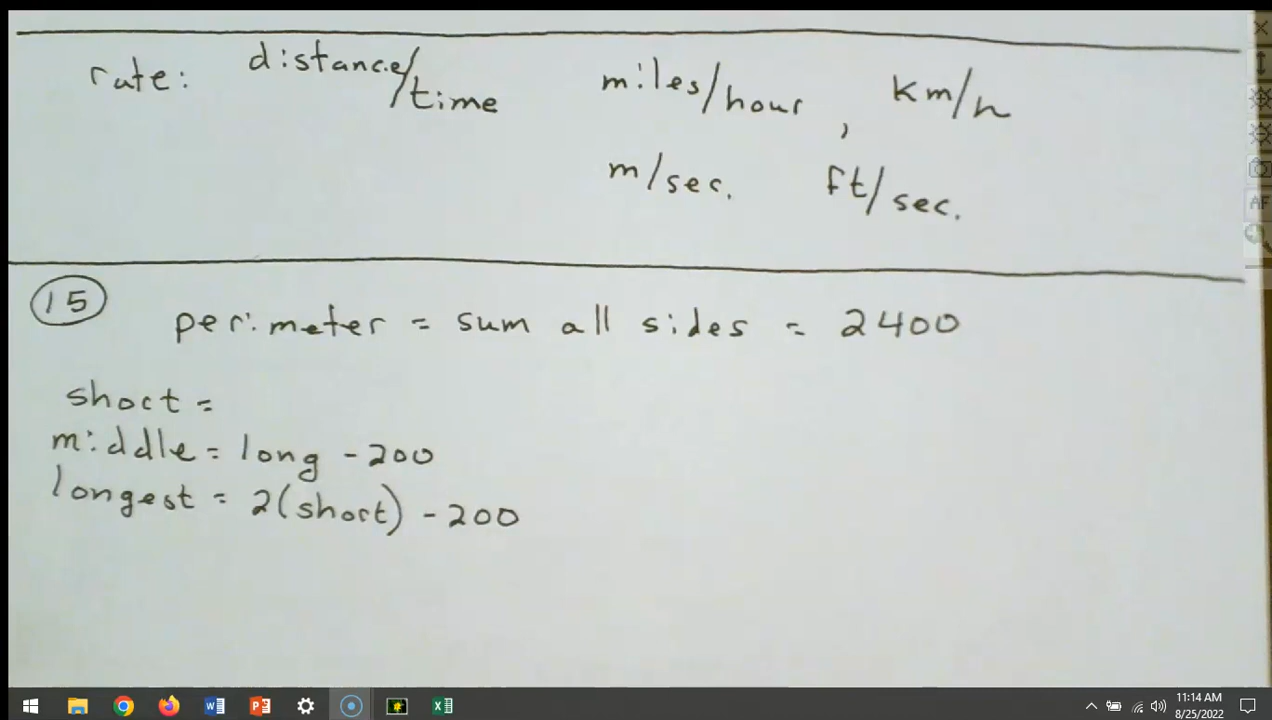 rate: distance/time miles/hour, km/h
m/sec. ft/sec.
15 perimeter = sum all sides = 2400
short =
middle = long - 200
longest = 2(short) - 200
AF
11:14 AM
8/25/2022